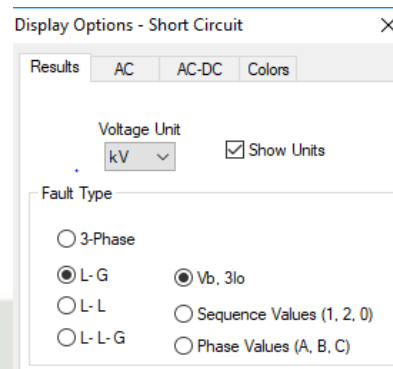 Display Options - Short Circuit
Results AC AC-DC Colors
Voltage Unit
kV Show Units
Fault Type
3-Phase
L-G Vb, 3Io
L-L Sequence Values (1, 2, 0)
L-L-G Phase Values (A, B, C)